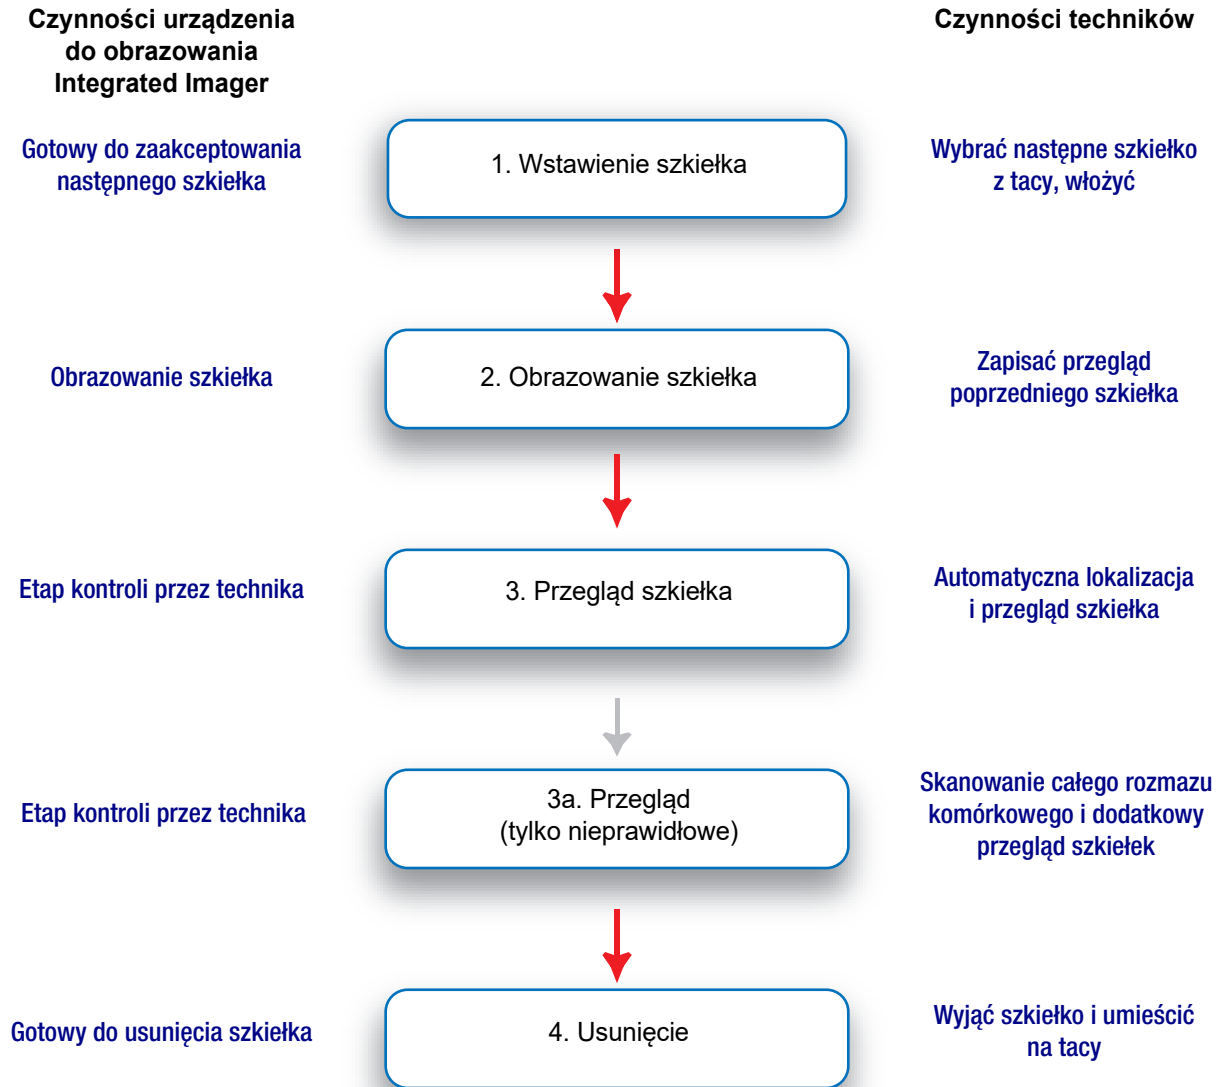 Czynności urządzenia
do obrazowania
Integrated Imager
Czynności techników
Gotowy do zaakceptowania
następnego szkiełka
1. Wstawienie szkiełka
Wybrać następne szkiełko
z tacy, włożyć
Obrazowanie szkiełka
2. Obrazowanie szkiełka
Zapisać przegląd
poprzedniego szkiełka
Etap kontroli przez technika
3. Przegląd szkiełka
Automatyczna lokalizacja
i przegląd szkiełka
Etap kontroli przez technika
3a. Przegląd
(tylko nieprawidłowe)
Skanowanie całego rozmazu
komórkowego i dodatkowy
przegląd szkiełek
Gotowy do usunięcia szkiełka
4. Usunięcie
Wyjąć szkiełko i umieścić
na tacy